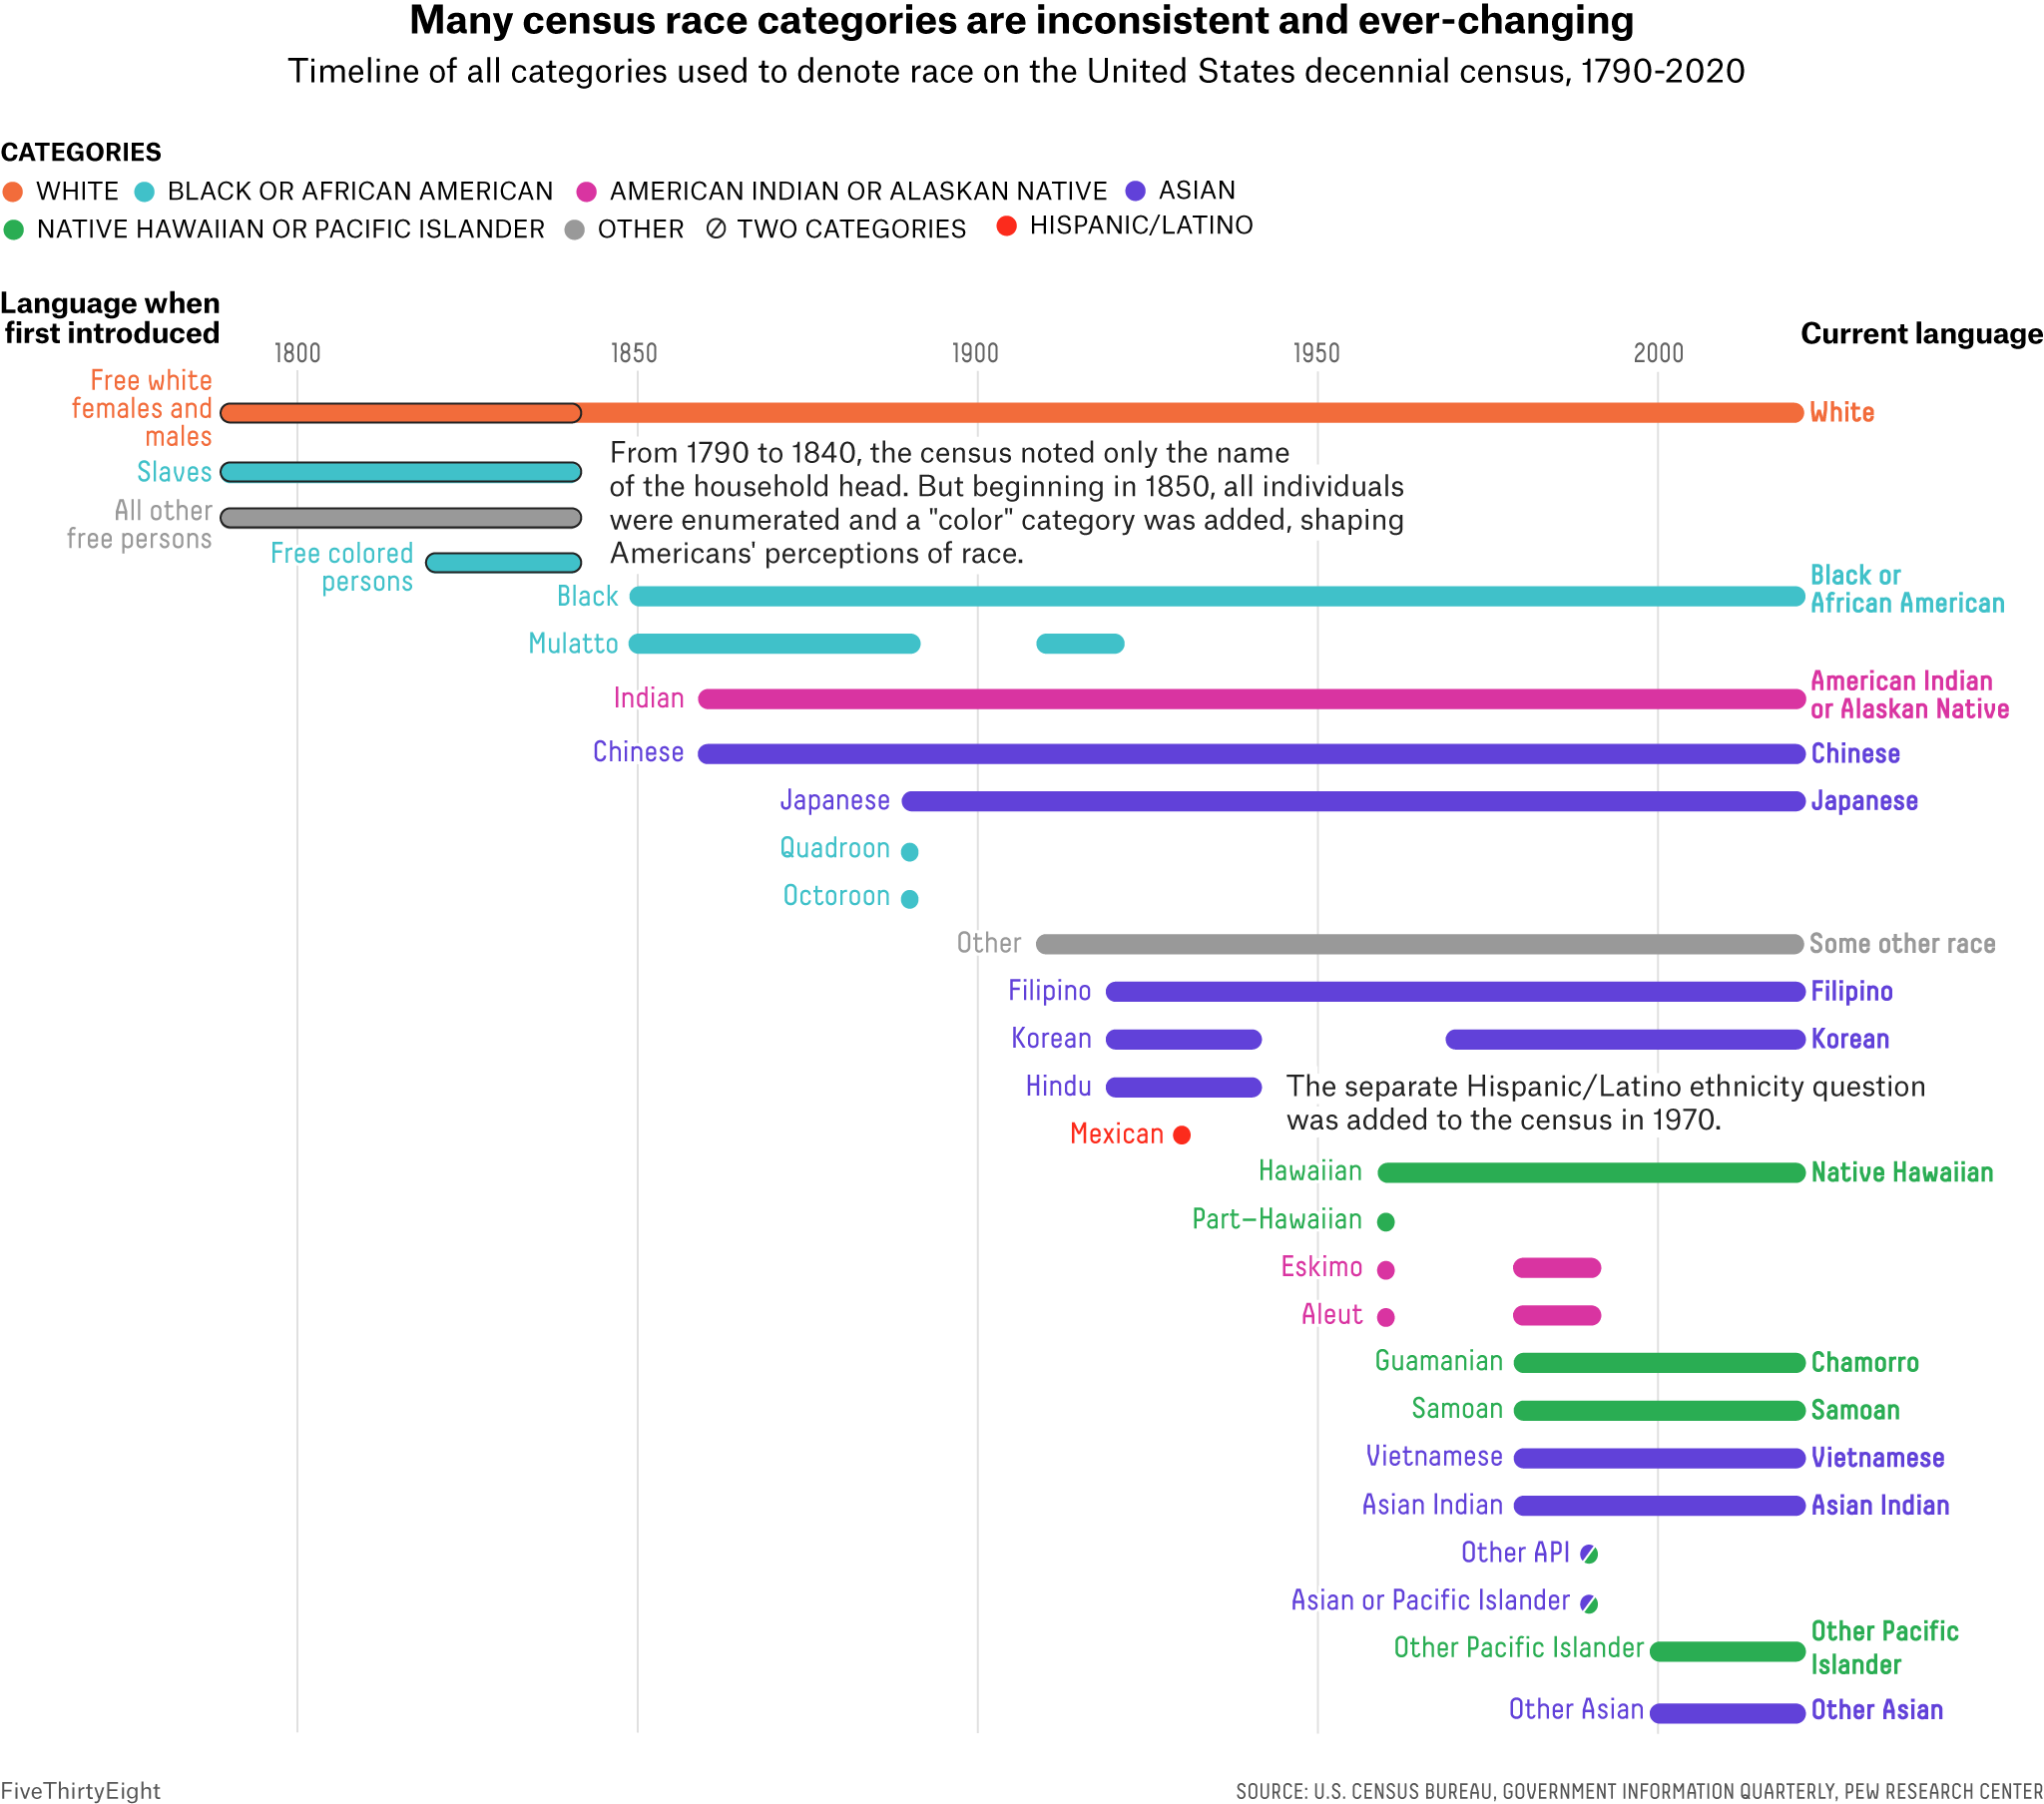 Many census race categories are inconsistent and ever-changing
Timeline of all categories used to denote race on the United States decennial census, 1790-2020
CATEGORIES
WHITE BLACK OR AFRICAN AMERICAN AMERICAN INDIAN OR ALASKAN NATIVE ASIAN
NATIVE HAWAIIAN OR PACIFIC ISLANDER OTHER TWO CATEGORIES HISPANIC/LATINO
Language when
first introduced
Current language
1800 1850 1900 1950 2000
Free white
females and
males
White
Slaves
All other
free persons
Free colored
persons
From 1790 to 1840, the census noted only the name
of the household head. But beginning in 1850, all individuals
were enumerated and a "color" category was added, shaping
Americans' perceptions of race.
Black
Black or
African American
Mulatto
Indian
American Indian
or Alaskan Native
Chinese Chinese
Japanese Japanese
Quadroon
Octoroon
Other Some other race
Filipino Filipino
Korean Korean
Hindu
The separate Hispanic/Latino ethnicity question
was added to the census in 1970.
Mexican
Hawaiian Native Hawaiian
Part–Hawaiian
Eskimo
Aleut
Guamanian Chamorro
Samoan Samoan
Vietnamese Vietnamese
Asian Indian Asian Indian
Other API
Asian or Pacific Islander
Other Pacific Islander
Other Pacific
Islander
Other Asian Other Asian
FiveThirtyEight
SOURCE: U.S. CENSUS BUREAU, GOVERNMENT INFORMATION QUARTERLY, PEW RESEARCH CENTER